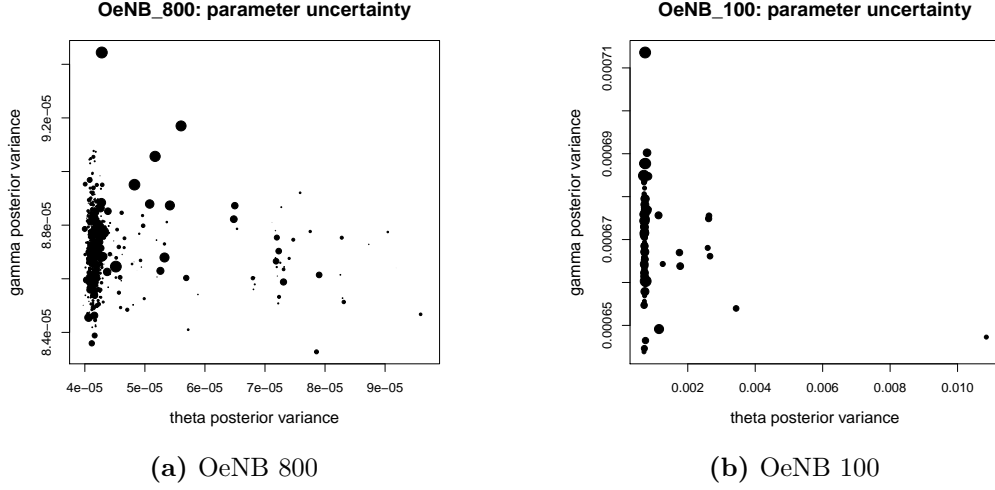 OeNB_800: parameter uncertainty
gamma posterior variance
8.4e−05 8.8e−05 9.2e−05
4e−05 5e−05 6e−05 7e−05 8e−05 9e−05
theta posterior variance
(a) OeNB 800
OeNB_100: parameter uncertainty
gamma posterior variance
0.00065 0.00067 0.00069 0.00071
0.002 0.004 0.006 0.008 0.010
theta posterior variance
(b) OeNB 100